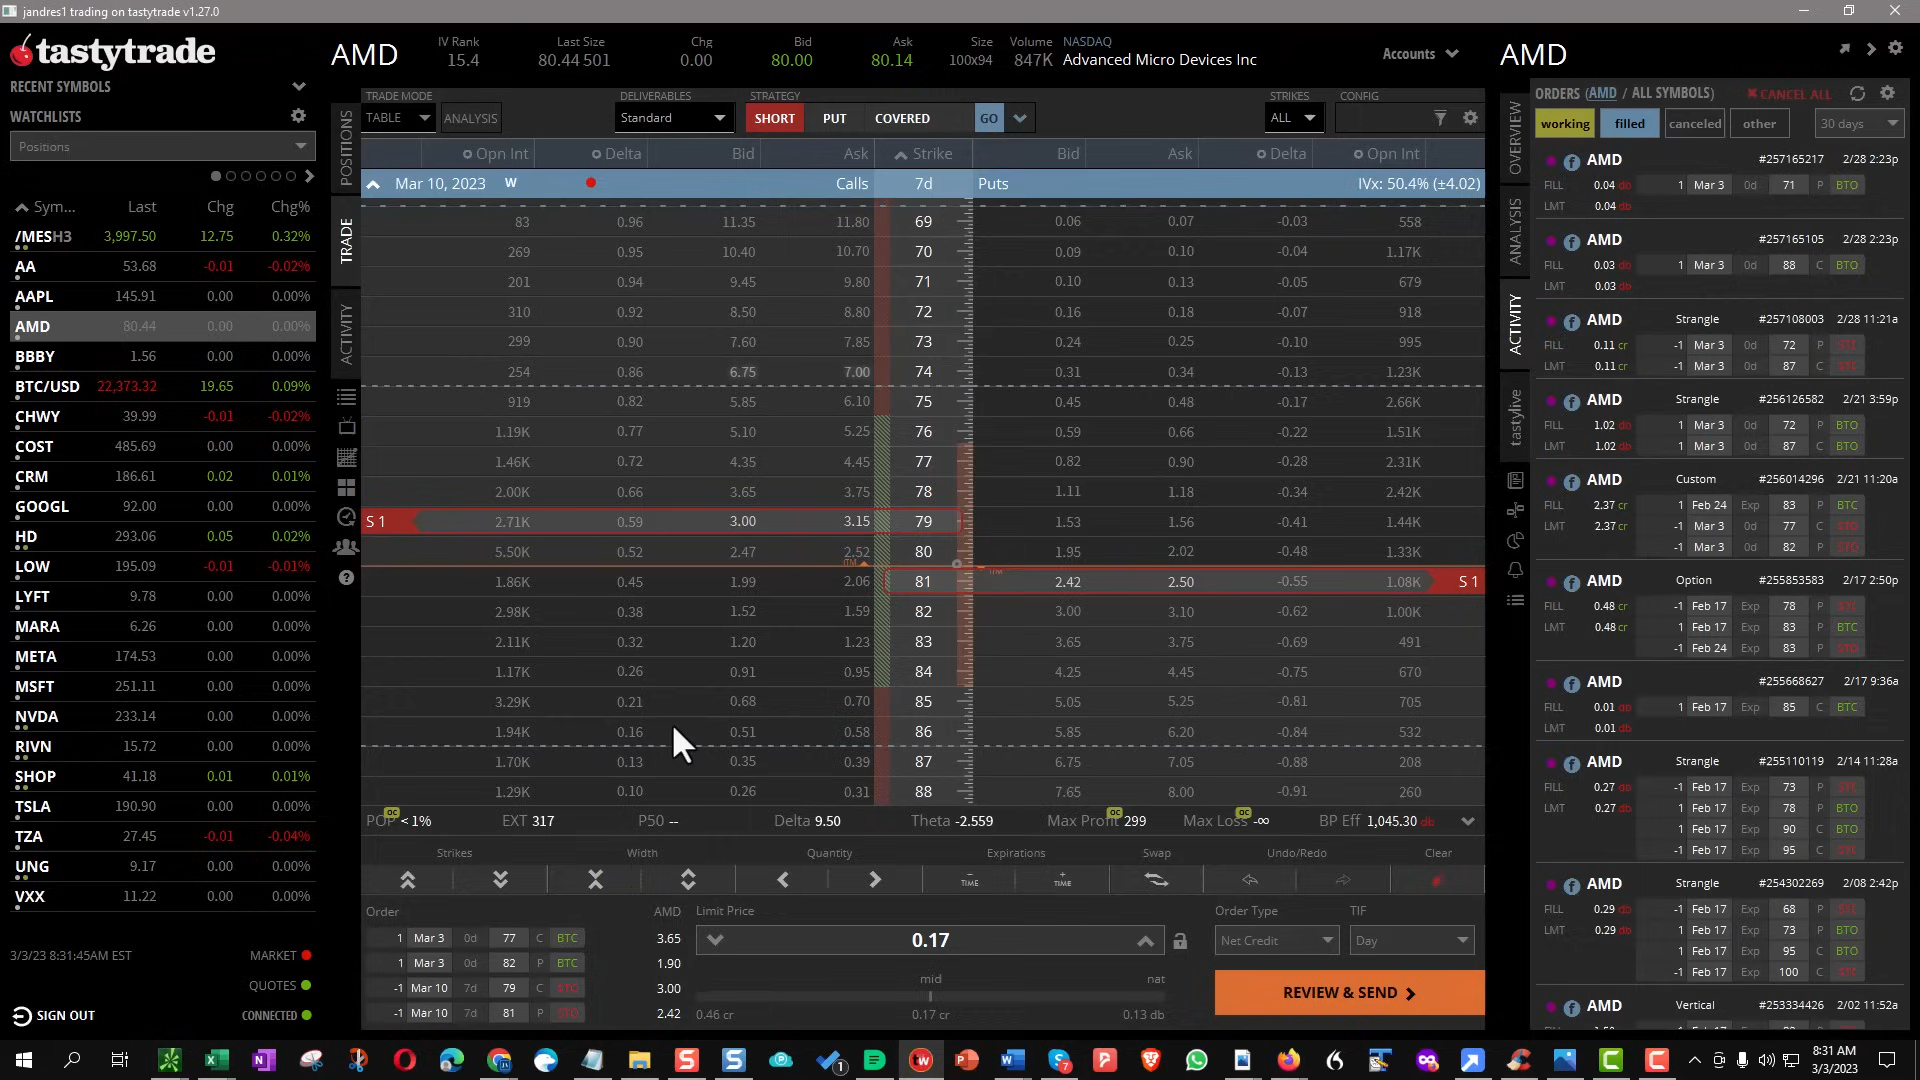 jandres1 trading on tastytrade v1.27.0
tastytrade
RECENT SYMBOLS
WATCHLISTS
Positions
Sym... Last Chg Chg%
/MESH3 3,997.50 12.75 0.32%
AA 53.68 -0.01 -0.02%
AAPL 145.91 0.00 0.00%
AMD 80.44 0.00 0.00%
BBBY 1.56 0.00 0.00%
BTC/USD 22,373.32 19.65 0.09%
CHWY 39.99 -0.01 -0.02%
COST 485.69 0.00 0.00%
CRM 186.61 0.02 0.01%
GOOGL 92.00 0.00 0.00%
HD 293.06 0.05 0.02%
LOW 195.09 -0.01 -0.01%
LYFT 9.78 0.00 0.00%
MARA 6.26 0.00 0.00%
META 174.53 0.00 0.00%
MSFT 251.11 0.00 0.00%
NVDA 233.14 0.00 0.00%
RIVN 15.72 0.00 0.00%
SHOP 41.18 0.01 0.01%
TSLA 190.90 0.00 0.00%
TZA 27.45 -0.01 -0.04%
UNG 9.17 0.00 0.00%
VXX 11.22 0.00 0.00%
3/3/23 8:31:45AM EST MARKET
QUOTES
SIGN OUT CONNECTED
AMD
IV Rank Last Size Chg Bid Ask Size Volume NASDAQ
15.4 80.44 501 0.00 80.00 80.14 100x94 847K Advanced Micro Devices Inc
Accounts
POSITIONS
TRADE
ACTIVITY
TRADE MODE DELIVERABLES STRATEGY STRIKES CONFIG
TABLE ANALYSIS Standard SHORT PUT COVERED GO ALL
Opn Int Delta Bid Ask Strike Bid Ask Delta Opn Int
Mar 10, 2023 W Calls 7d Puts IVx: 50.4% (±4.02)
83 0.96 11.35 11.80 69 0.06 0.07 -0.03 558
269 0.95 10.40 10.70 70 0.09 0.10 -0.04 1.17K
201 0.94 9.45 9.80 71 0.10 0.13 -0.05 679
310 0.92 8.50 8.80 72 0.16 0.18 -0.07 918
299 0.90 7.60 7.85 73 0.24 0.25 -0.10 995
254 0.86 6.75 7.00 74 0.31 0.34 -0.13 1.23K
919 0.82 5.85 6.10 75 0.45 0.48 -0.17 2.66K
1.19K 0.77 5.10 5.25 76 0.59 0.66 -0.22 1.51K
1.46K 0.72 4.35 4.45 77 0.82 0.90 -0.28 2.31K
2.00K 0.66 3.65 3.75 78 1.11 1.18 -0.34 2.42K
S 1 2.71K 0.59 3.00 3.15 79 1.53 1.56 -0.41 1.44K
5.50K 0.52 2.47 2.52 80 1.95 2.02 -0.48 1.33K
ITM ITM
1.86K 0.45 1.99 2.06 81 2.42 2.50 -0.55 1.08K S 1
2.98K 0.38 1.52 1.59 82 3.00 3.10 -0.62 1.00K
2.11K 0.32 1.20 1.23 83 3.65 3.75 -0.69 491
1.17K 0.26 0.91 0.95 84 4.25 4.45 -0.75 670
3.29K 0.21 0.68 0.70 85 5.05 5.25 -0.81 705
1.94K 0.16 0.51 0.58 86 5.85 6.20 -0.84 532
1.70K 0.13 0.35 0.39 87 6.75 7.05 -0.88 208
1.29K 0.10 0.26 0.31 88 7.65 8.00 -0.91 260
POP < 1% EXT 317 P50 -- Delta 9.50 Theta -2.559 Max Profit 299 Max Loss -∞ BP Eff 1,045.30 db
Strikes Width Quantity Expirations Swap Undo/Redo Clear
TIME TIME
Order AMD Limit Price Order Type TIF
1 Mar 3 0d 77 C BTC 3.65
1 Mar 3 0d 82 P BTC 1.90
-1 Mar 10 7d 79 C STO 3.00
-1 Mar 10 7d 81 P STO 2.42
0.17
Net Credit Day
mid nat
0.46 cr 0.17 cr 0.13 db
REVIEW & SEND
AMD
OVERVIEW
ANALYSIS
ACTIVITY
tastylive
ORDERS (AMD / ALL SYMBOLS) CANCEL ALL
working filled canceled other 30 days
AMD #257165217 2/28 2:23p
FILL 0.04 db 1 Mar 3 0d 71 P BTO
LMT 0.04 db
AMD #257165105 2/28 2:23p
FILL 0.03 db 1 Mar 3 0d 88 C BTO
LMT 0.03 db
AMD Strangle #257108003 2/28 11:21a
FILL 0.11 cr -1 Mar 3 0d 72 P STC
LMT 0.11 cr -1 Mar 3 0d 87 C STC
AMD Strangle #256126582 2/21 3:59p
FILL 1.02 db 1 Mar 3 0d 72 P BTO
LMT 1.02 db 1 Mar 3 0d 87 C BTO
AMD Custom #256014296 2/21 11:20a
FILL 2.37 cr 1 Feb 24 Exp 83 P BTC
LMT 2.37 cr -1 Mar 3 0d 77 C STO
-1 Mar 3 0d 82 P STO
AMD Option #255853583 2/17 2:50p
FILL 0.48 cr -1 Feb 17 Exp 78 P STC
LMT 0.48 cr 1 Feb 17 Exp 83 P BTC
-1 Feb 24 Exp 83 P STO
AMD #255668627 2/17 9:36a
FILL 0.01 db 1 Feb 17 Exp 85 C BTC
LMT 0.01 db
AMD Strangle #255110119 2/14 11:28a
FILL 0.27 db -1 Feb 17 Exp 73 P STC
LMT 0.27 db 1 Feb 17 Exp 78 P BTO
1 Feb 17 Exp 90 C BTO
-1 Feb 17 Exp 95 C STC
AMD Strangle #254302269 2/08 2:42p
FILL 0.29 db -1 Feb 17 Exp 68 P STC
LMT 0.29 db 1 Feb 17 Exp 73 P BTO
1 Feb 17 Exp 95 C BTO
-1 Feb 17 Exp 100 C STC
AMD Vertical #253334426 2/02 11:52a
8:31 AM
3/3/2023